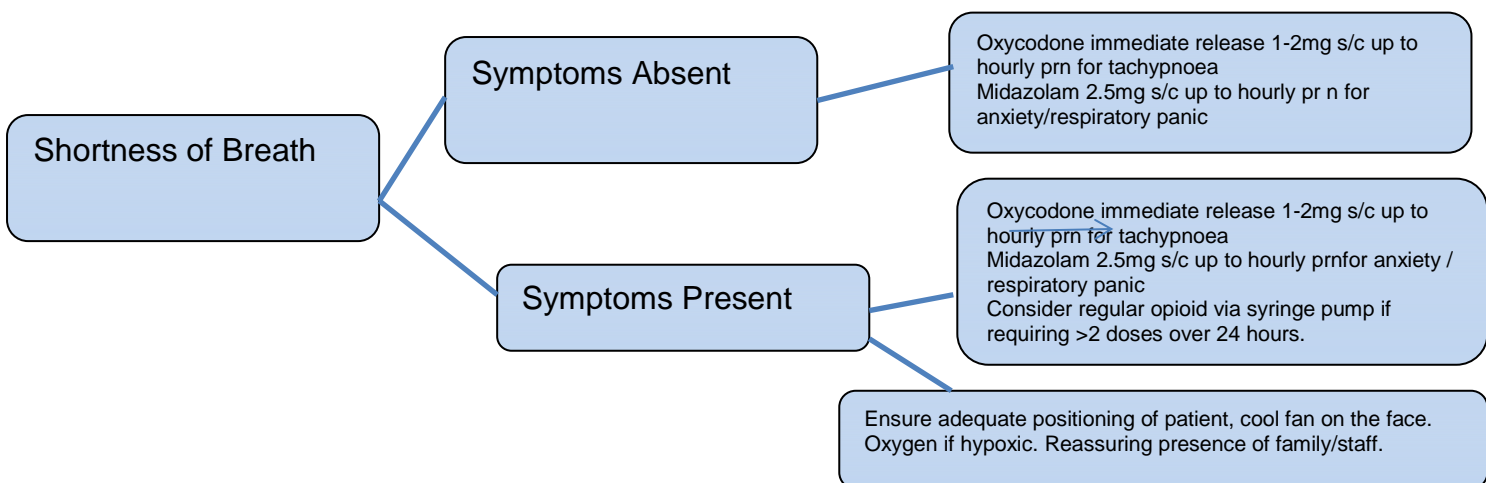 Shortness of Breath
Symptoms Absent
Oxycodone immediate release 1-2mg s/c up to
hourly prn for tachypnoea
Midazolam 2.5mg s/c up to hourly pr n for
anxiety/respiratory panic
Symptoms Present
Oxycodone immediate release 1-2mg s/c up to
hourly prn for tachypnoea
Midazolam 2.5mg s/c up to hourly prnfor anxiety /
respiratory panic
Consider regular opioid via syringe pump if
requiring >2 doses over 24 hours.
Ensure adequate positioning of patient, cool fan on the face.
Oxygen if hypoxic. Reassuring presence of family/staff.